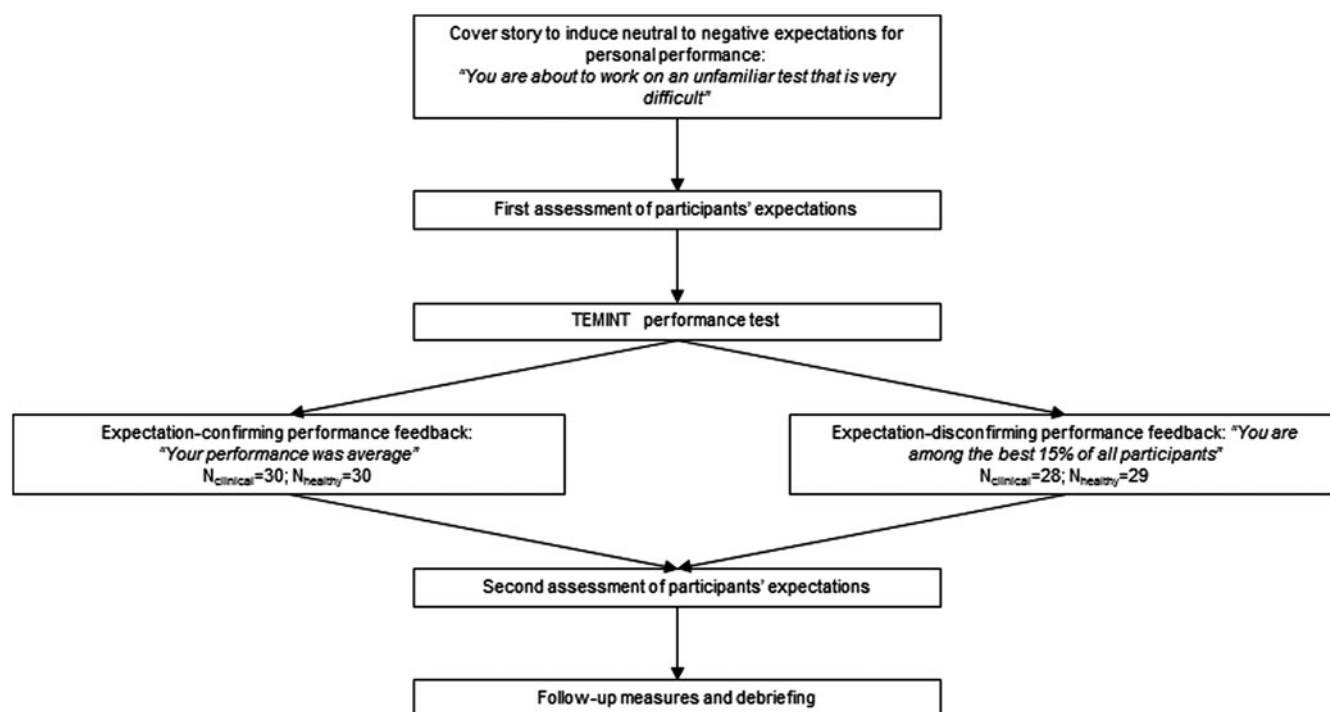 Cover story to induce neutral to negative expectations for
personal performance:
"You are about to work on an unfamiliar test that is very
difficult"
First assessment of participants' expectations
TEMINT performance test
Expectation-confirming performance feedback:
"Your performance was average"
Nclinical=30; Nhealthy=30
Expectation-disconfirming performance feedback: "You are
among the best 15% of all participants"
Nclinical=28; Nhealthy=29
Second assessment of participants' expectations
Follow-up measures and debriefing